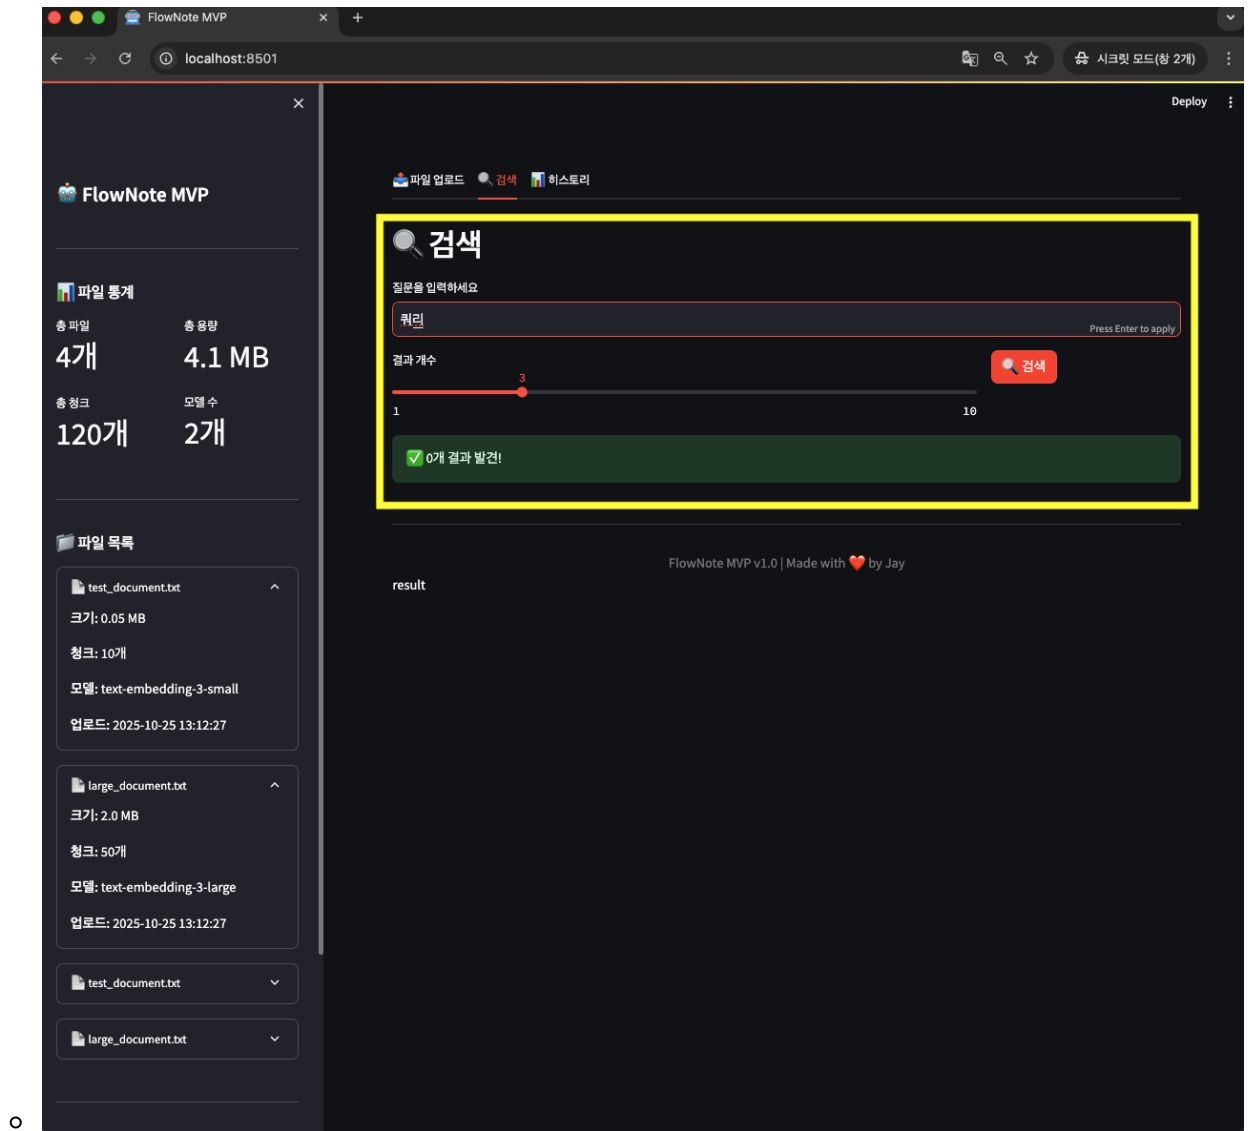 FlowNote MVP
localhost:8501
시크릿 모드(창 2개)
Deploy
FlowNote MVP
파일 통계
총 파일
총 용량
4개
4.1 MB
총 청크
모델 수
120개
2개
파일 목록
test_document.txt
크기: 0.05 MB
청크: 10개
모델: text-embedding-3-small
업로드: 2025-10-25 13:12:27
large_document.txt
크기: 2.0 MB
청크: 50개
모델: text-embedding-3-large
업로드: 2025-10-25 13:12:27
test_document.txt
large_document.txt
파일 업로드 검색 히스토리
검색
질문을 입력하세요
쿼리
Press Enter to apply
결과 개수
3
1
10
검색
0개 결과 발견!
FlowNote MVP v1.0 | Made with ❤️ by Jay
result